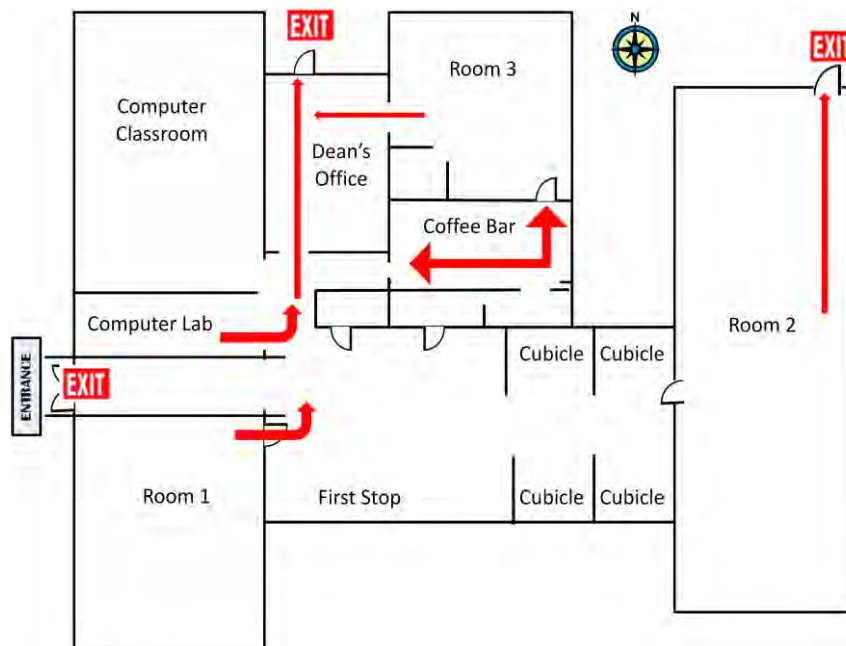 EXIT
N
EXIT
Room 3
Computer
Classroom
Dean's
Office
Coffee Bar
Computer Lab
Room 2
ENTRANCE
EXIT
Cubicle
Cubicle
Room 1
First Stop
Cubicle
Cubicle